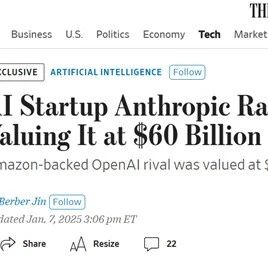 TH
Business U.S. Politics Economy Tech Market
CLUSIVE ARTIFICIAL INTELLIGENCE Follow
I Startup Anthropic Ra
aluing It at $60 Billion
mazon-backed OpenAI rival was valued at $
Berber Jin Follow
dated Jan. 7, 2025 3:06 pm ET
Share AA Resize 22